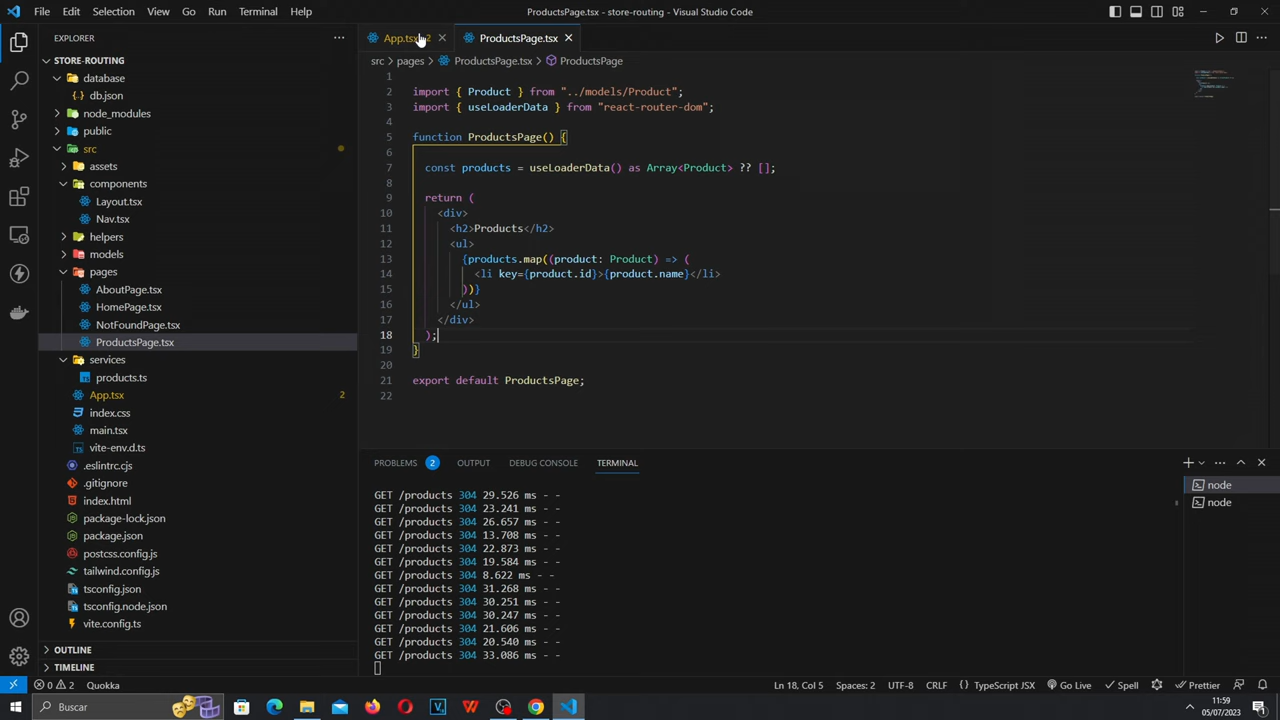 File Edit Selection View Go Run Terminal Help
ProductsPage.tsx - store-routing - Visual Studio Code
EXPLORER
STORE-ROUTING
database
db.json
node_modules
public
src
assets
components
Layout.tsx
Nav.tsx
helpers
models
pages
AboutPage.tsx
HomePage.tsx
NotFoundPage.tsx
ProductsPage.tsx
services
products.ts
App.tsx 2
index.css
main.tsx
vite-env.d.ts
.eslintrc.cjs
.gitignore
index.html
package-lock.json
package.json
postcss.config.js
tailwind.config.js
tsconfig.json
tsconfig.node.json
vite.config.ts
OUTLINE
TIMELINE
App.tsx 2 ProductsPage.tsx
src > pages > ProductsPage.tsx > ProductsPage
1
2 import { Product } from "../models/Product";
3 import { useLoaderData } from "react-router-dom";
4
5 function ProductsPage() {
6
7 const products = useLoaderData() as Array<Product> ?? [];
8
9 return (
10 <div>
11 <h2>Products</h2>
12 <ul>
13 {products.map((product: Product) => (
14 <li key={product.id}>{product.name}</li>
15 ))}
16 </ul>
17 </div>
18 );
19 }
20
21 export default ProductsPage;
22
PROBLEMS 2 OUTPUT DEBUG CONSOLE TERMINAL
GET /products 304 29.526 ms - -
GET /products 304 23.241 ms - -
GET /products 304 26.657 ms - -
GET /products 304 13.708 ms - -
GET /products 304 22.873 ms - -
GET /products 304 19.584 ms - -
GET /products 304 8.622 ms - -
GET /products 304 31.268 ms - -
GET /products 304 30.251 ms - -
GET /products 304 30.247 ms - -
GET /products 304 21.606 ms - -
GET /products 304 20.540 ms - -
GET /products 304 33.086 ms - -
node
node
0 2 Quokka
Ln 18, Col 5 Spaces: 2 UTF-8 CRLF TypeScript JSX Go Live Spell Prettier
Buscar
11:59
05/07/2023